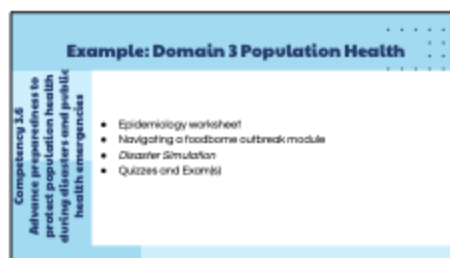 Example: Domain 3 Population Health
Competency 3.6
Advance preparedness to
protect population health
during disasters and public
health emergencies
• Epidemiology worksheet
• Navigating a foodborne outbreak module
• Disaster Simulation
• Quizzes and Exam(s)